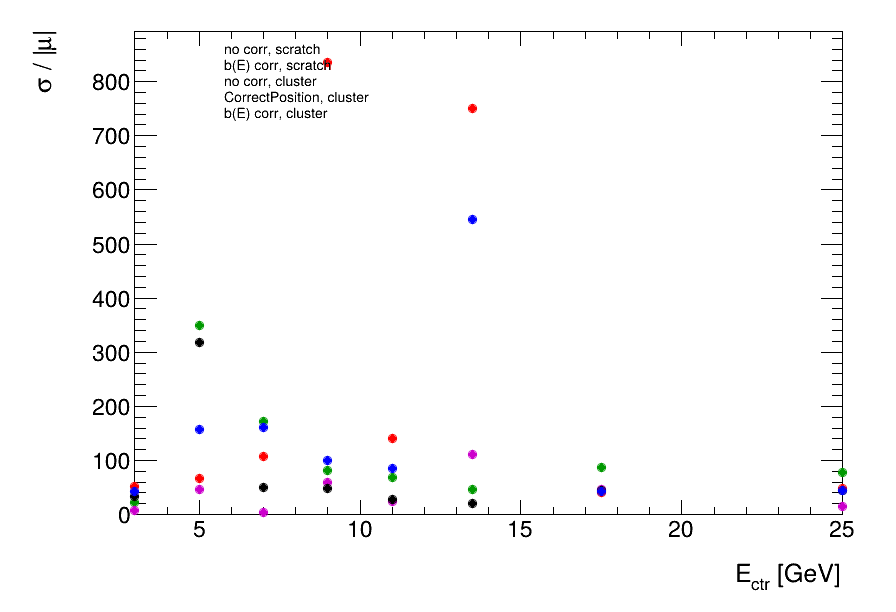 σ / |μ|
no corr, scratch
b(E) corr, scratch
no corr, cluster
CorrectPosition, cluster
b(E) corr, cluster
800
700
600
500
400
300
200
100
0
5 10 15 20 25
E_ctr [GeV]